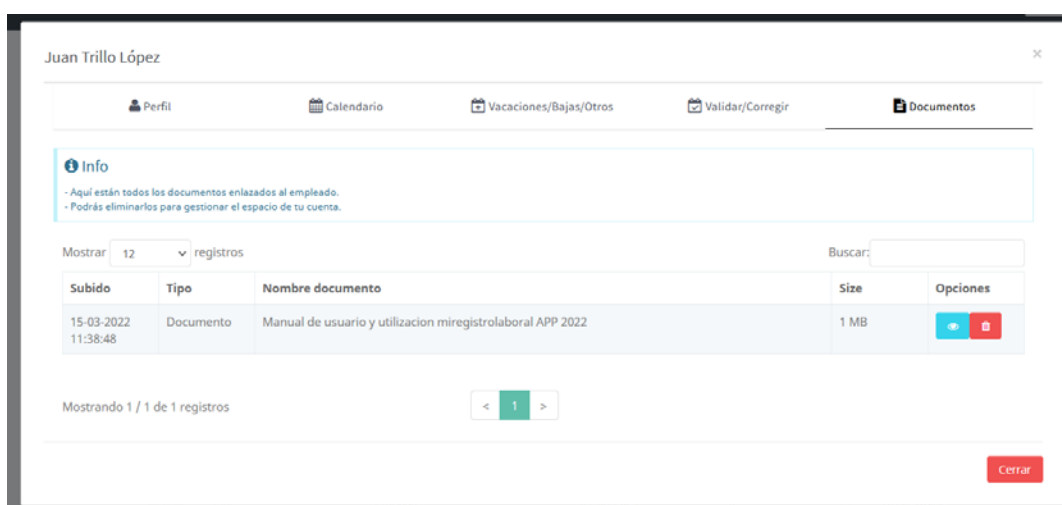 Juan Trillo López
×
Perfil
Calendario
Vacaciones/Bajas/Otros
Validar/Corregir
Documentos
Info
- Aquí están todos los documentos enlazados al empleado.
- Podrás eliminarlos para gestionar el espacio de tu cuenta.
Mostrar 12 registros
Buscar:
Subido Tipo Nombre documento Size Opciones
15-03-2022 Documento Manual de usuario y utilizacion miregistrolaboral APP 2022 1 MB
11:38:48
Mostrando 1 / 1 de 1 registros
< 1 >
Cerrar